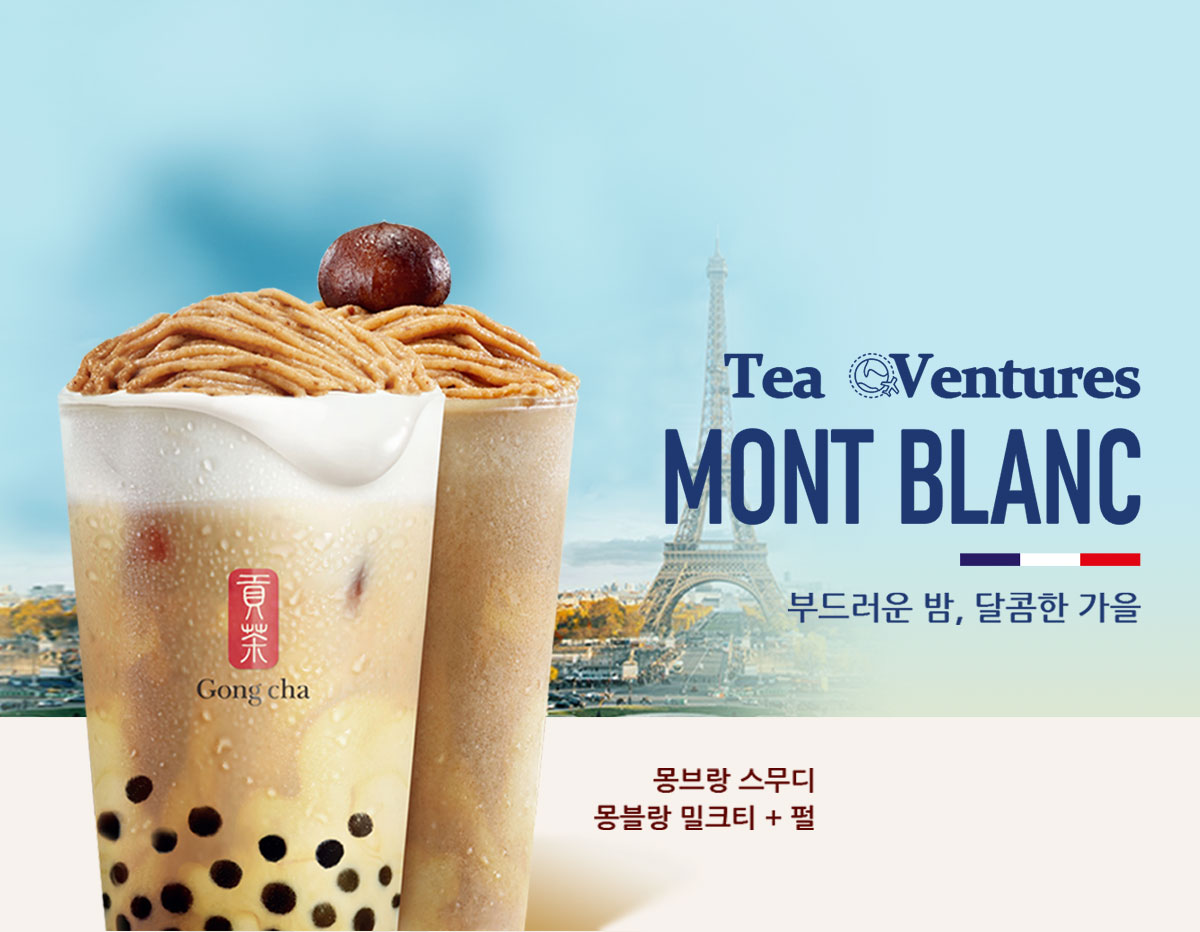 Tea Ventures
MONT BLANC
부드러운 밤, 달콤한 가을
貢茶
Gong cha
몽브랑 스무디
몽블랑 밀크티 + 펄